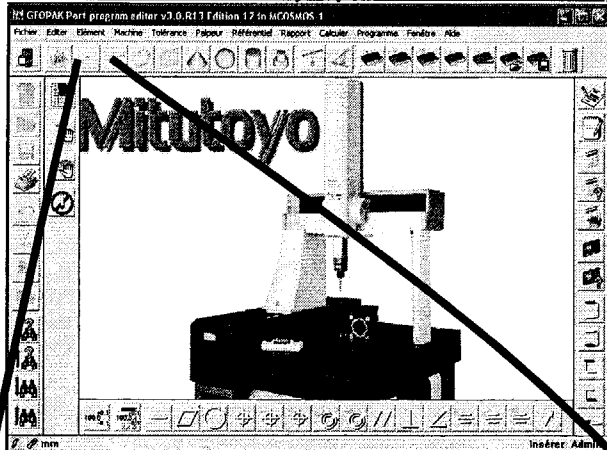 GEOPAK Part program editor v3.0.R13 Edition 12 in MCOSMOS-1
Fichier Editer Elément Machine Tolérance Palpeur Référentiel Rapport Calculer Programme Fenêtre Aide
Mitutoyo
mm
Insérer Admin